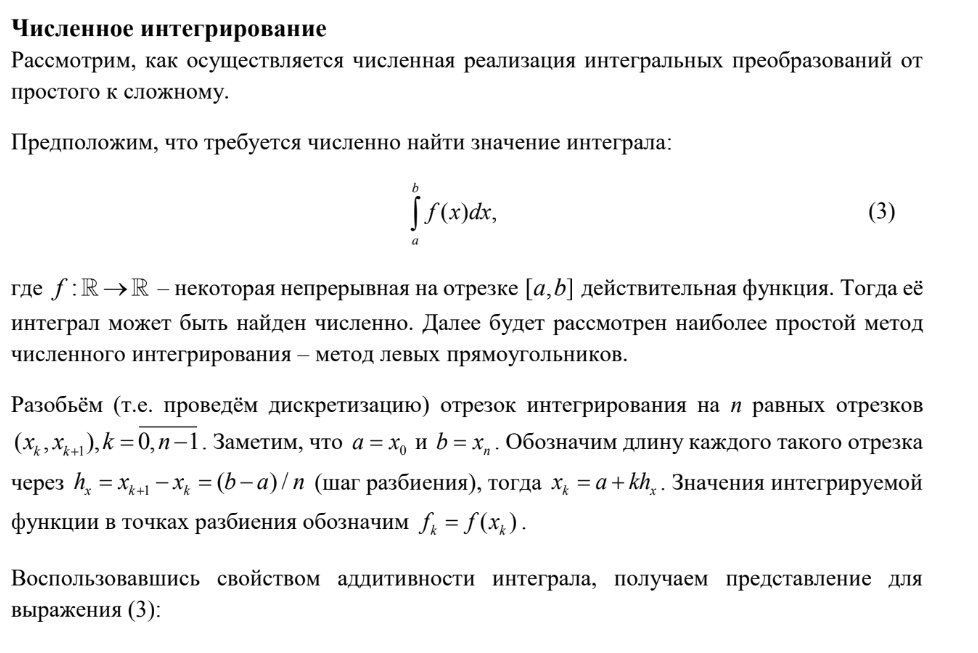 Численное интегрирование
Рассмотрим, как осуществляется численная реализация интегральных преобразований от
простого к сложному.
Предположим, что требуется численно найти значение интеграла:
∫_a^b f(x)dx, (3)
где f : ℝ → ℝ – некоторая непрерывная на отрезке [a,b] действительная функция. Тогда её
интеграл может быть найден численно. Далее будет рассмотрен наиболее простой метод
численного интегрирования – метод левых прямоугольников.
Разобьём (т.е. проведём дискретизацию) отрезок интегрирования на n равных отрезков
(x_k, x_{k+1}), k = \overline{0, n−1}. Заметим, что a = x_0 и b = x_n. Обозначим длину каждого такого отрезка
через h_x = x_{k+1} − x_k = (b − a) / n (шаг разбиения), тогда x_k = a + kh_x. Значения интегрируемой
функции в точках разбиения обозначим f_k = f(x_k).
Воспользовавшись свойством аддитивности интеграла, получаем представление для
выражения (3):